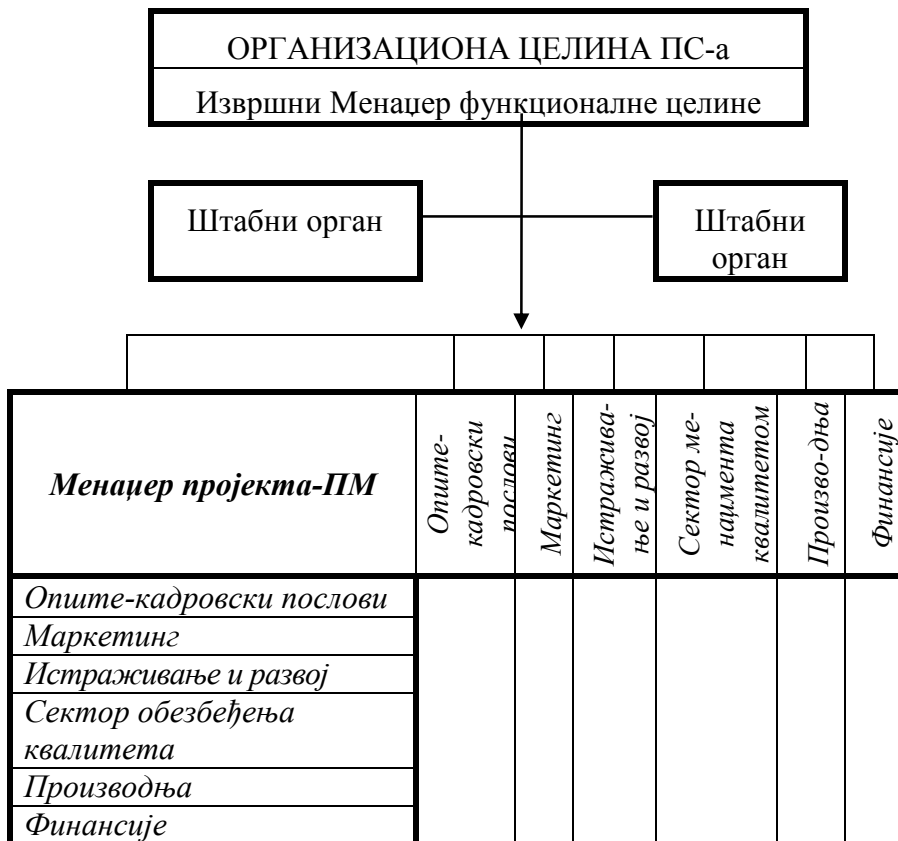 ОРГАНИЗАЦИОНА ЦЕЛИНА ПС-а
Извршни Менаџер функционалне целине
Штабни орган
Штабни
орган
Менаџер пројекта-ПМ
Опште-
кадровски
послови
Маркетинг
Истражива-
ње и развој
Сектор ме-
наџмента
квалитетом
Произво-дња
Финансије
Опште-кадровски послови
Маркетинг
Истраживање и развој
Сектор обезбеђења
квалитета
Производња
Финансије